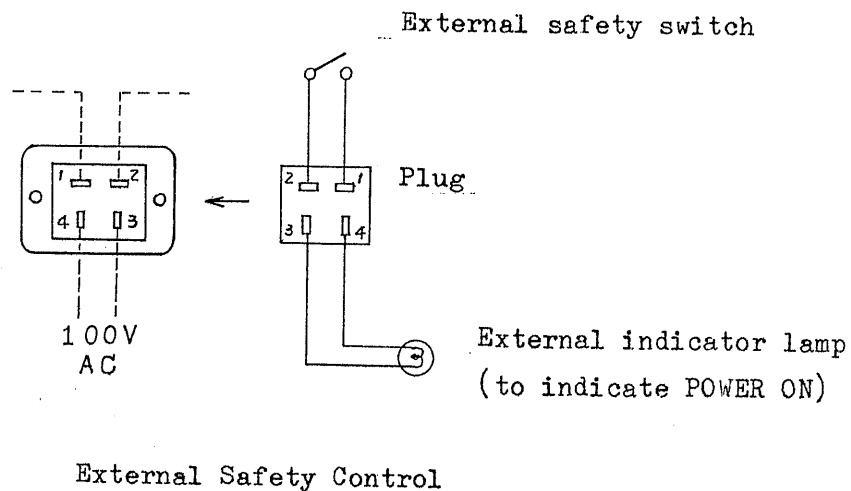 External safety switch
1 2
2 1
Plug
4 3
3 4
100V
AC
External indicator lamp
(to indicate POWER ON)
External Safety Control